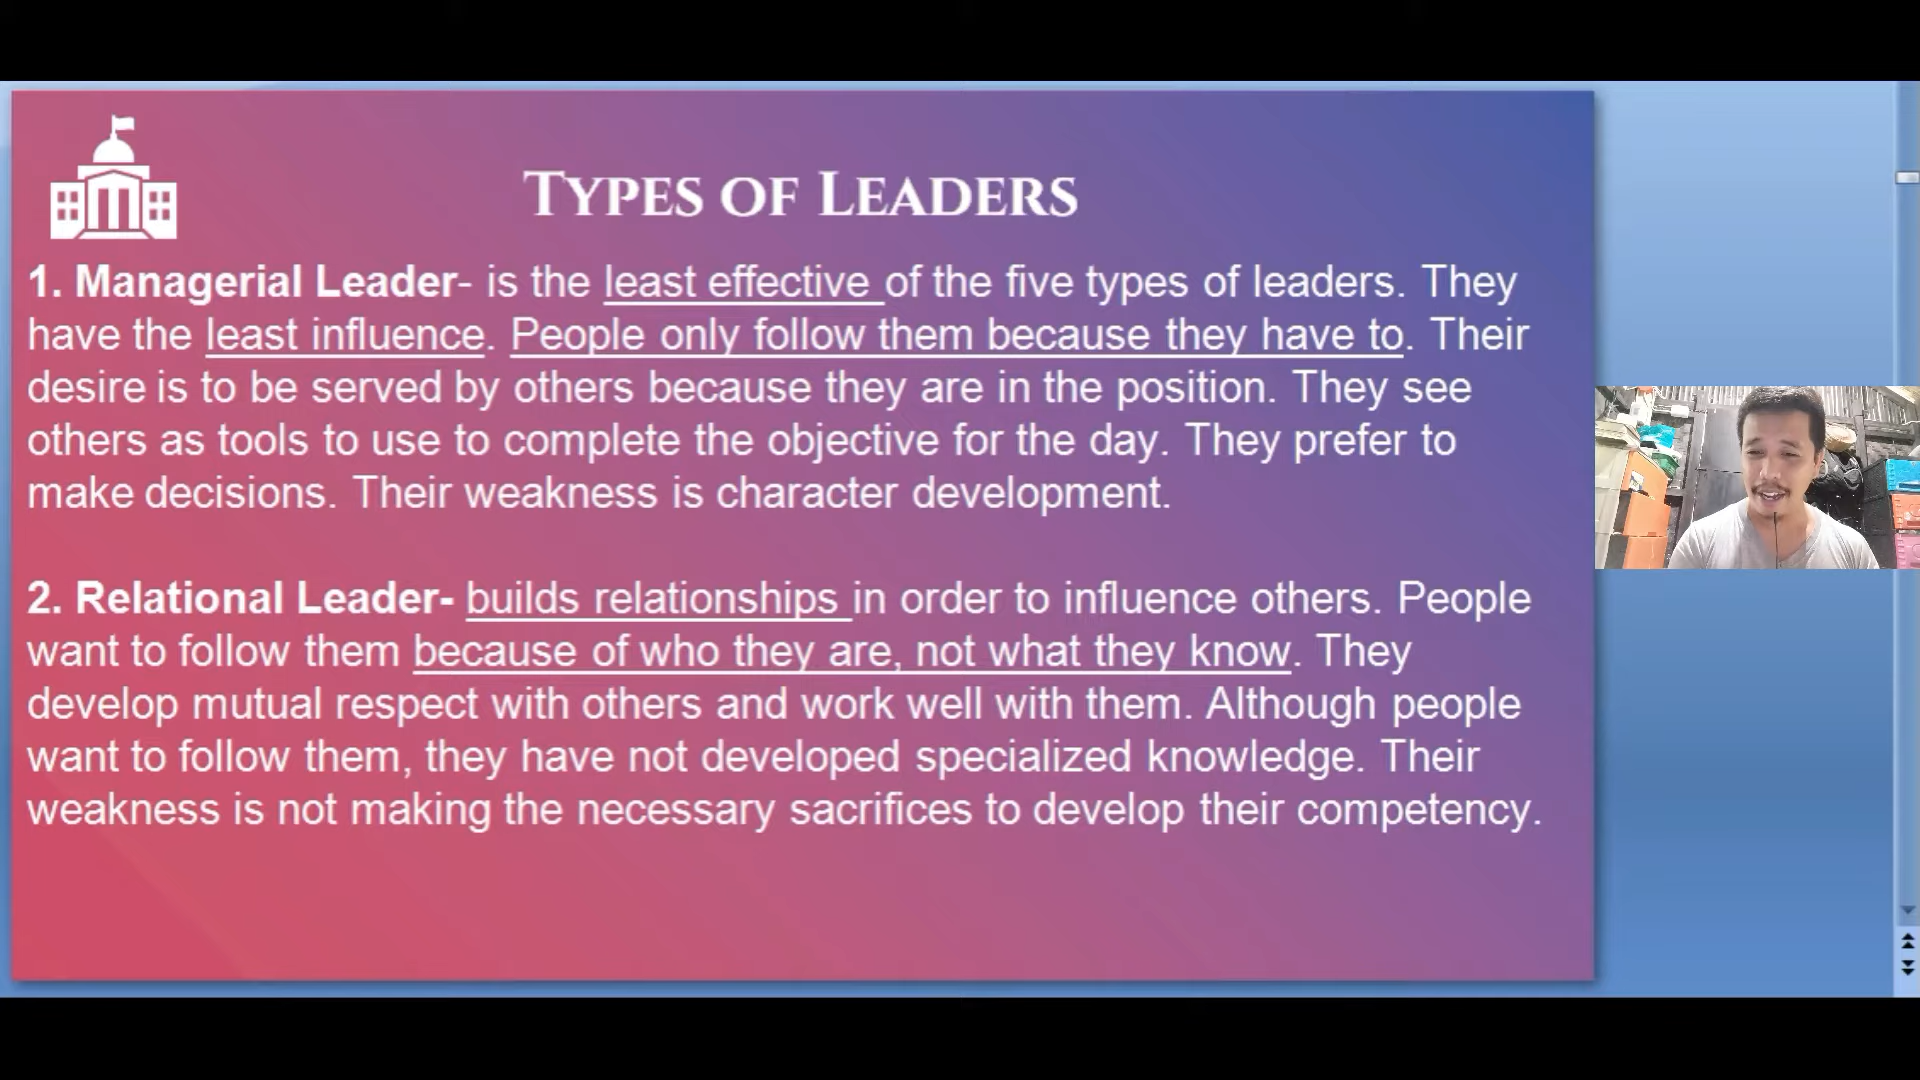 TYPES OF LEADERS
1. Managerial Leader- is the least effective of the five types of leaders. They
have the least influence. People only follow them because they have to. Their
desire is to be served by others because they are in the position. They see
others as tools to use to complete the objective for the day. They prefer to
make decisions. Their weakness is character development.
2. Relational Leader- builds relationships in order to influence others. People
want to follow them because of who they are, not what they know. They
develop mutual respect with others and work well with them. Although people
want to follow them, they have not developed specialized knowledge. Their
weakness is not making the necessary sacrifices to develop their competency.